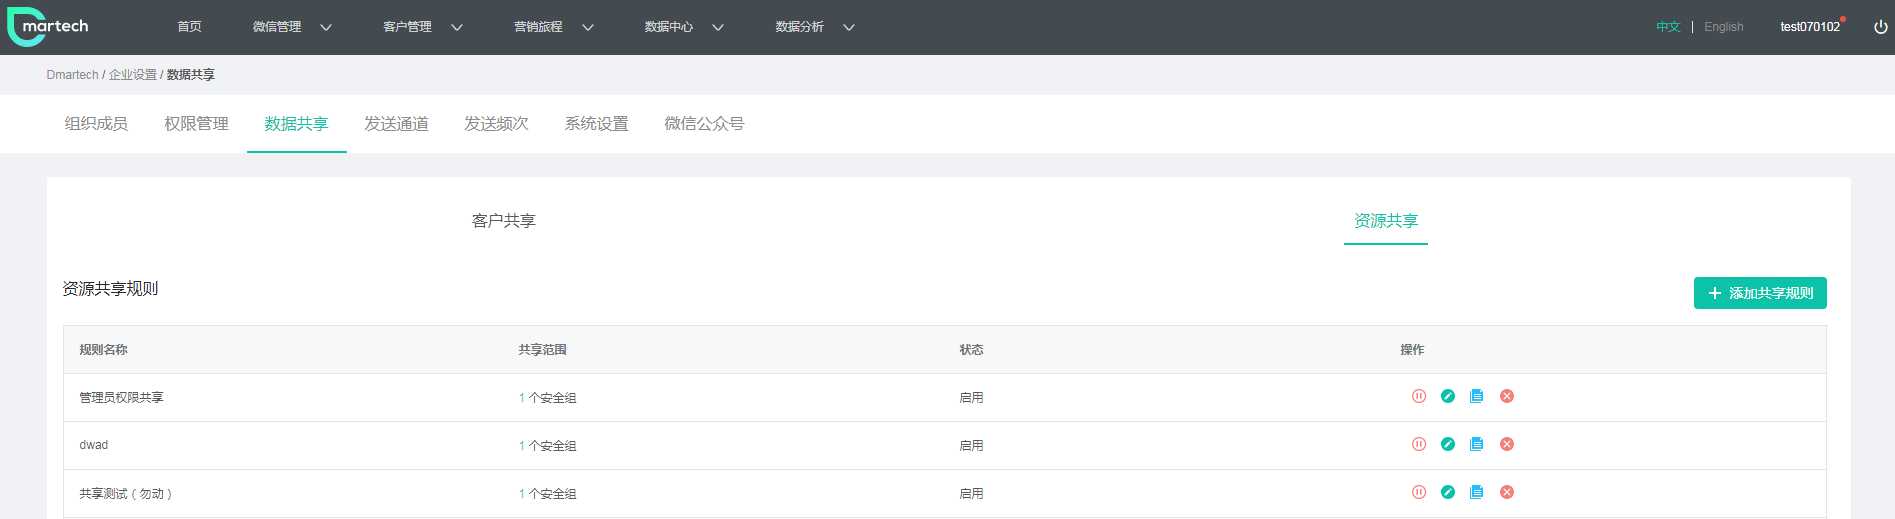 martech 首页 微信管理 客户管理 营销旅程 数据中心 数据分析 中文 | English test070102
Dmartech / 企业设置 / 数据共享
组织成员 权限管理 数据共享 发送通道 发送频次 系统设置 微信公众号
客户共享 资源共享
资源共享规则 + 添加共享规则
规则名称 共享范围 状态 操作
管理员权限共享 1 个安全组 启用
dwad 1 个安全组 启用
共享测试（勿动） 1 个安全组 启用